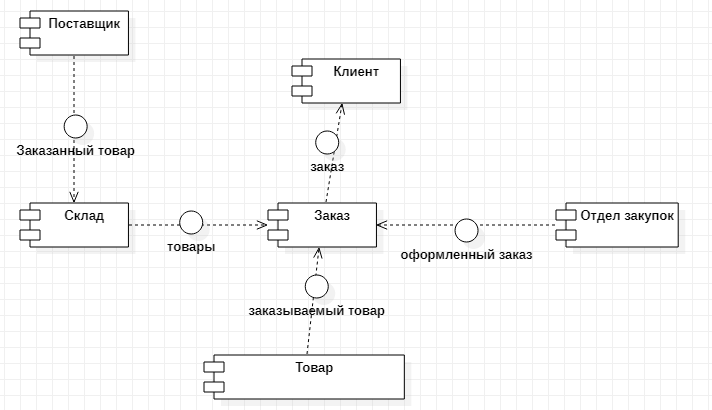 Поставщик
Клиент
Заказанный товар
заказ
Склад
Заказ
Отдел закупок
товары
оформленный заказ
заказываемый товар
Товар